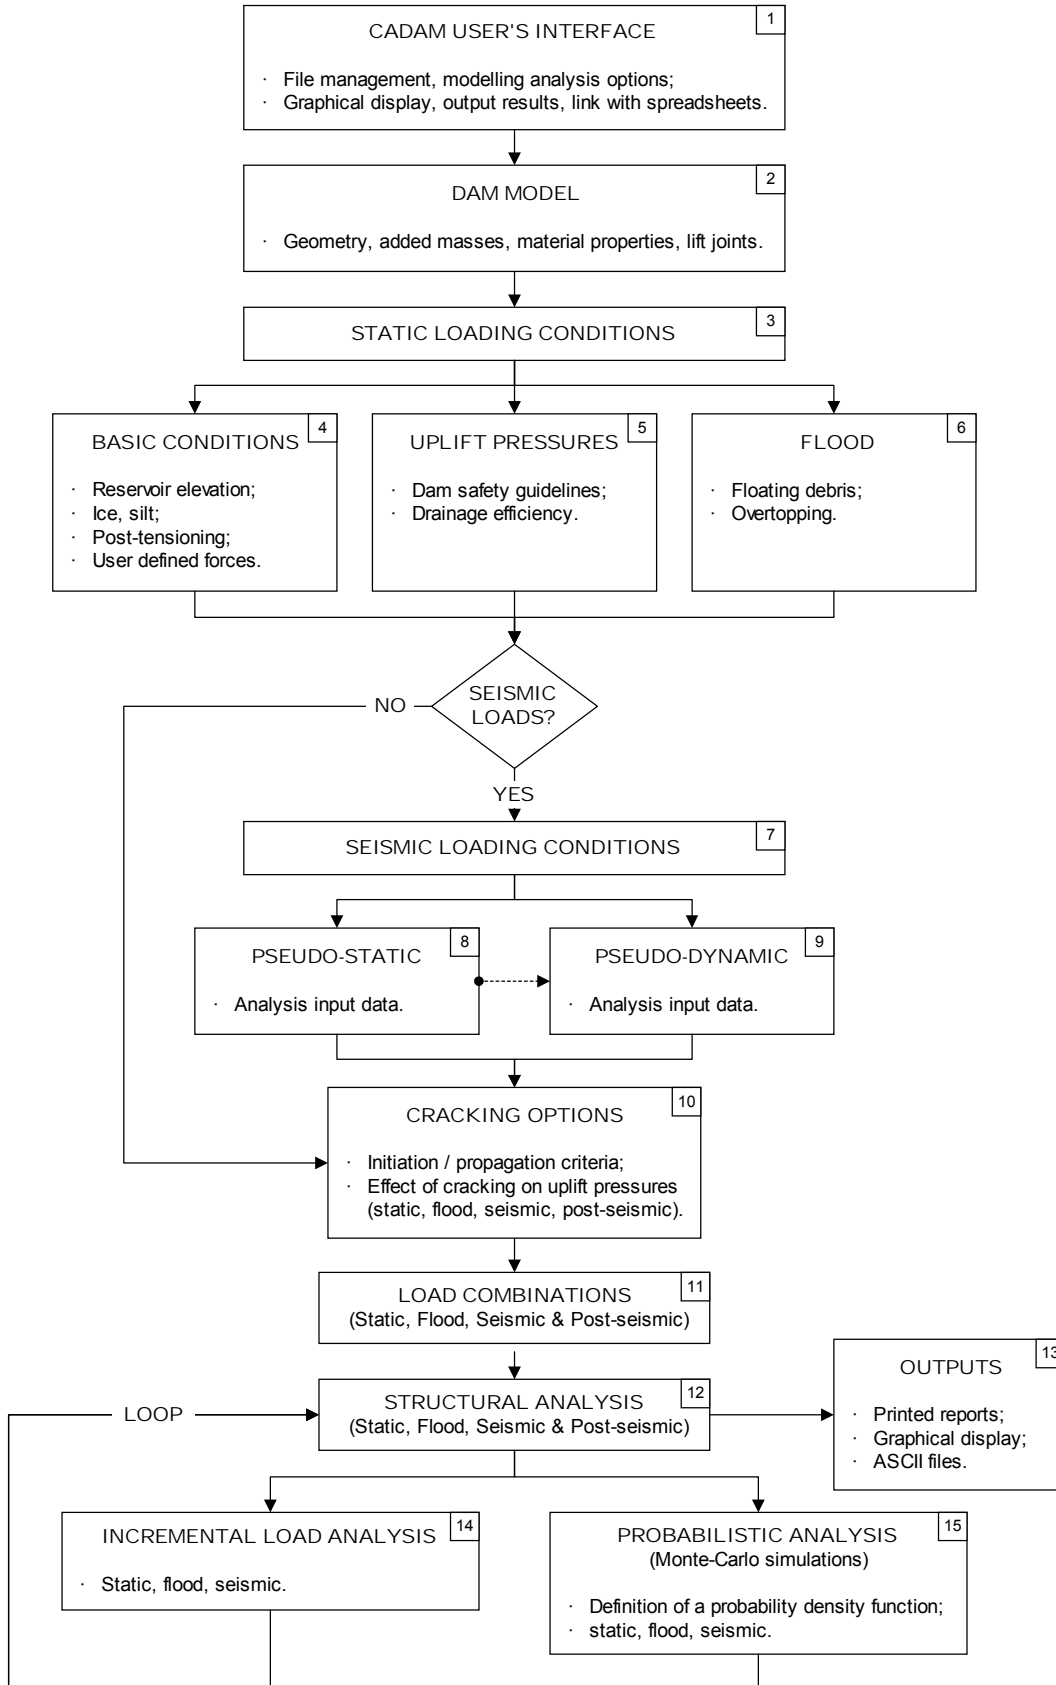 CADAM USER'S INTERFACE
1
· File management, modelling analysis options;
· Graphical display, output results, link with spreadsheets.
DAM MODEL
2
· Geometry, added masses, material properties, lift joints.
STATIC LOADING CONDITIONS
3
BASIC CONDITIONS
4
· Reservoir elevation;
· Ice, silt;
· Post-tensioning;
· User defined forces.
UPLIFT PRESSURES
5
· Dam safety guidelines;
· Drainage efficiency.
FLOOD
6
· Floating debris;
· Overtopping.
SEISMIC
LOADS?
NO
YES
SEISMIC LOADING CONDITIONS
7
PSEUDO-STATIC
8
· Analysis input data.
PSEUDO-DYNAMIC
9
· Analysis input data.
CRACKING OPTIONS
10
· Initiation / propagation criteria;
· Effect of cracking on uplift pressures
(static, flood, seismic, post-seismic).
LOAD COMBINATIONS
11
(Static, Flood, Seismic & Post-seismic)
STRUCTURAL ANALYSIS
12
(Static, Flood, Seismic & Post-seismic)
LOOP
OUTPUTS
13
· Printed reports;
· Graphical display;
· ASCII files.
INCREMENTAL LOAD ANALYSIS
14
· Static, flood, seismic.
PROBABILISTIC ANALYSIS
15
(Monte-Carlo simulations)
· Definition of a probability density function;
· static, flood, seismic.